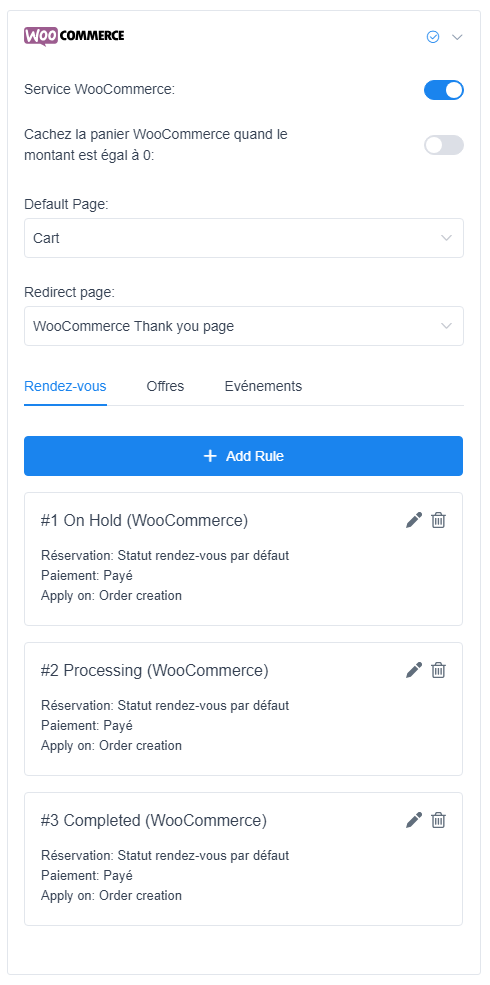 WOO COMMERCE
Service WooCommerce:
Cachez la panier WooCommerce quand le
montant est égal à 0:
Default Page:
Cart
Redirect page:
WooCommerce Thank you page
Rendez-vous Offres Evénements
Add Rule
#1 On Hold (WooCommerce)
Réservation: Statut rendez-vous par défaut
Paiement: Payé
Apply on: Order creation
#2 Processing (WooCommerce)
Réservation: Statut rendez-vous par défaut
Paiement: Payé
Apply on: Order creation
#3 Completed (WooCommerce)
Réservation: Statut rendez-vous par défaut
Paiement: Payé
Apply on: Order creation